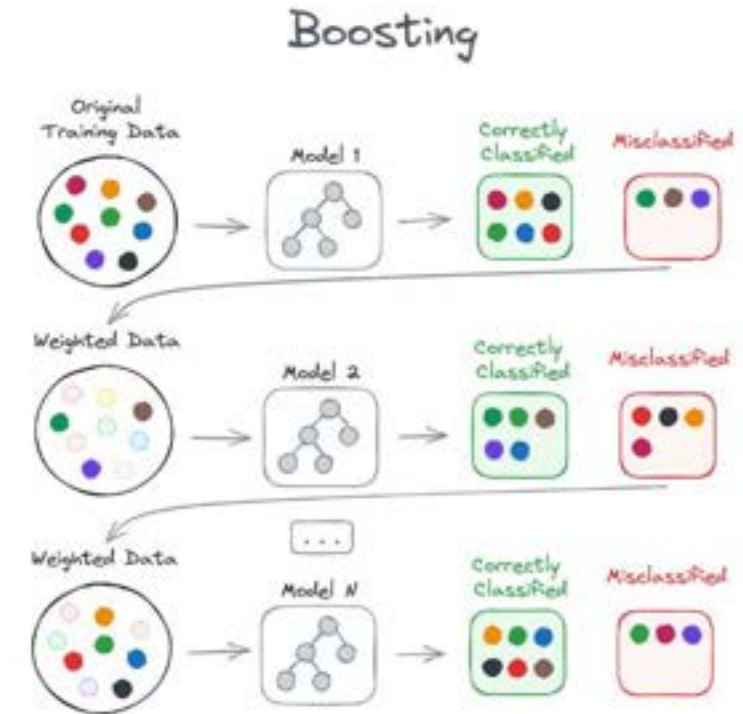 Boosting
Original
Training Data
Model 1
Correctly
Classified
Misclassified
Weighted Data
Model 2
Correctly
Classified
Misclassified
...
Weighted Data
Model N
Correctly
Classified
Misclassified